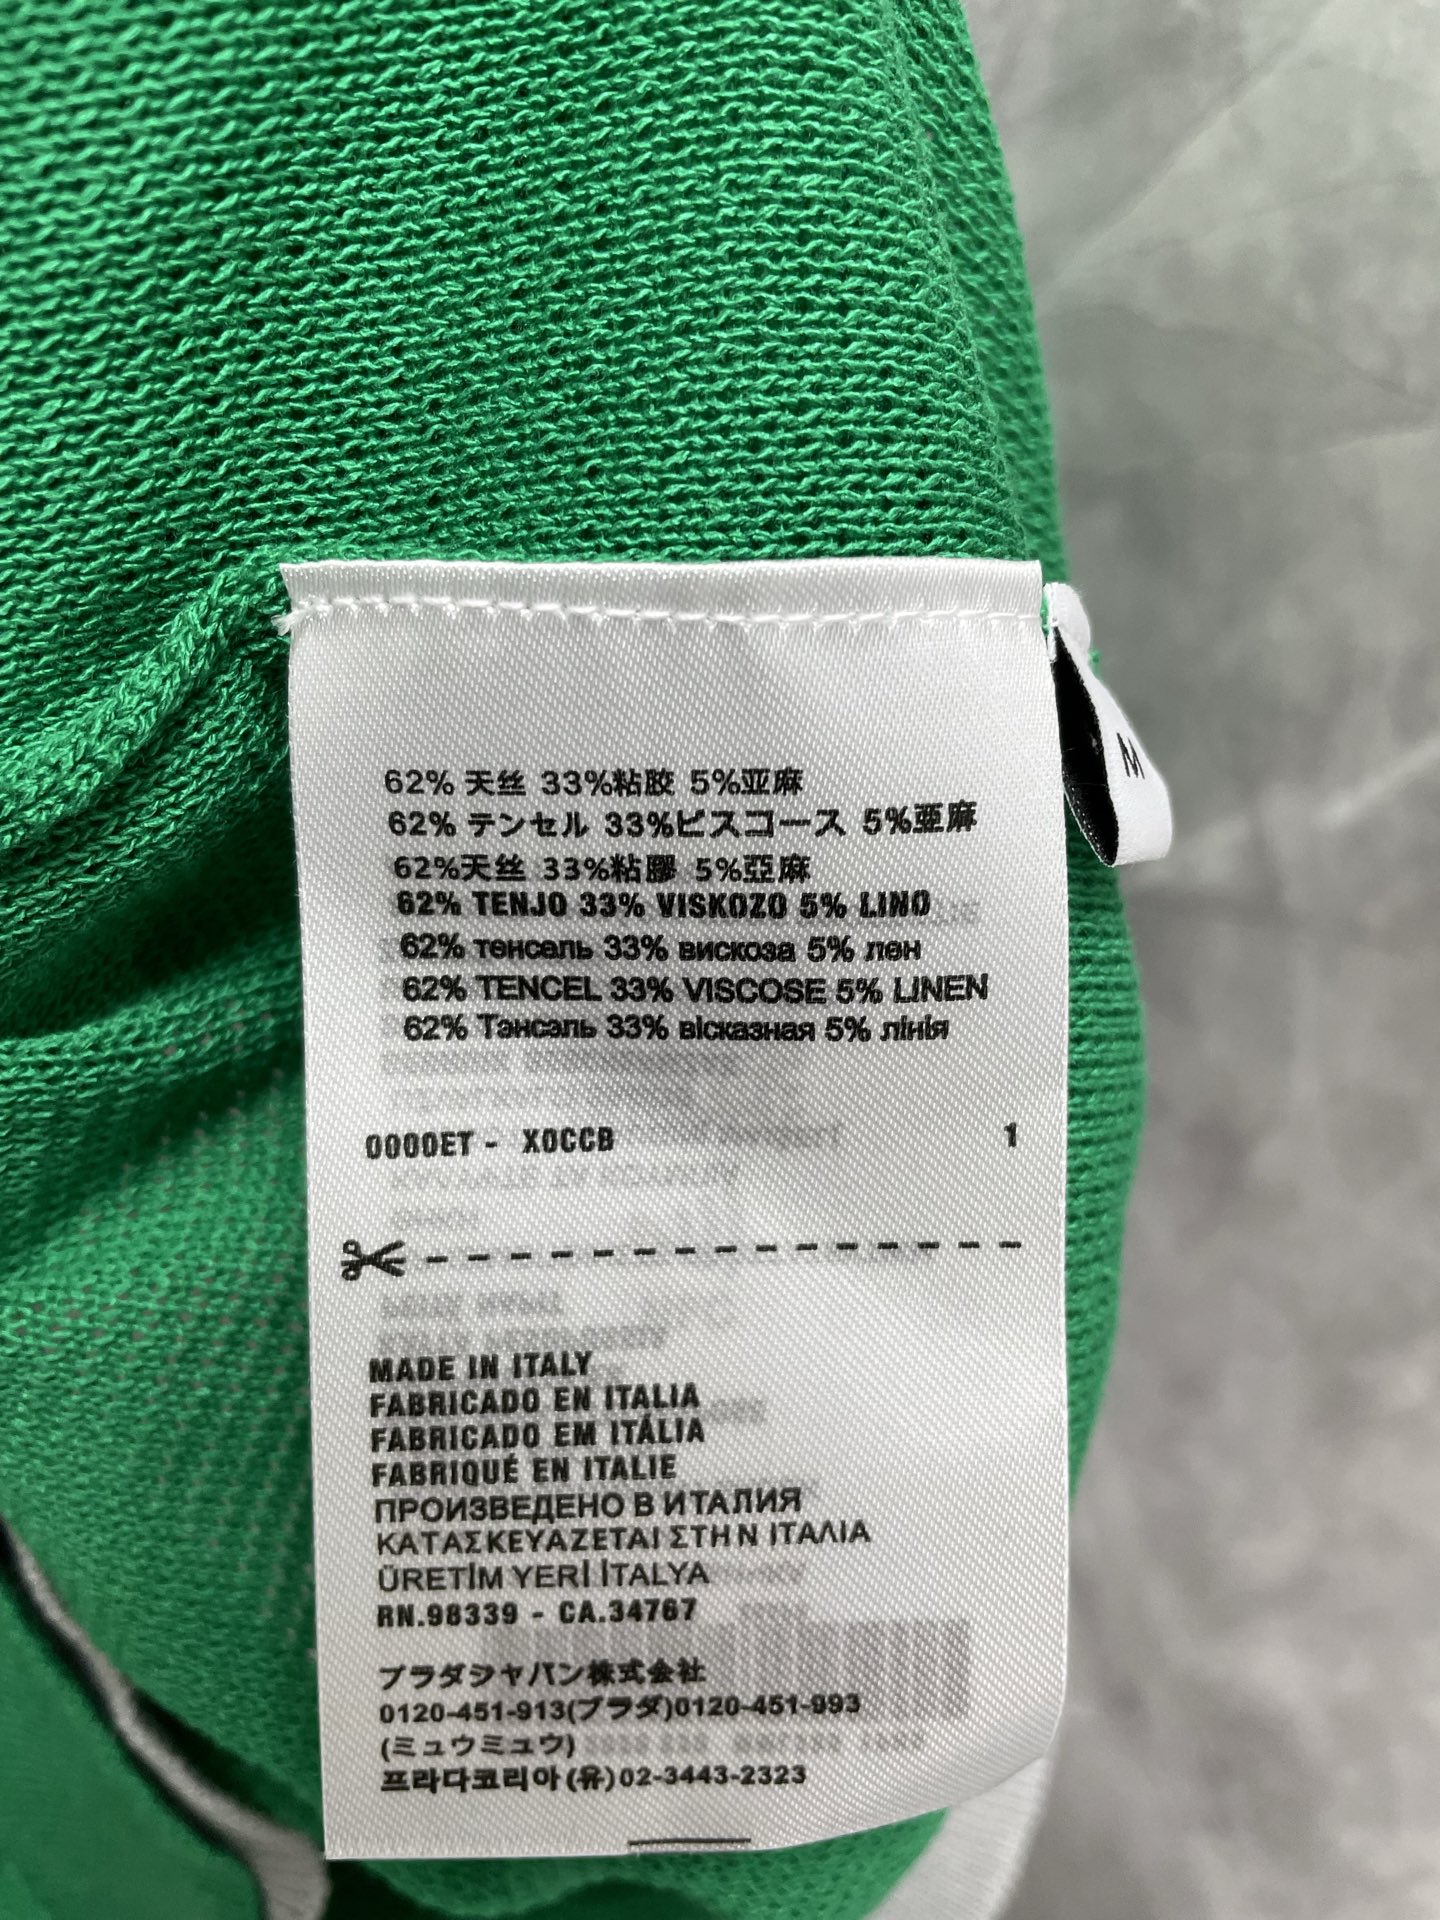 62% 天丝 33%粘胶 5%亚麻
62% テンセル 33%ビスコース 5%亜麻
62%天丝 33%粘膠 5%亞麻
62% TENJO 33% VISKOZO 5% LINO
62% тенсель 33% вискоза 5% лен
62% TENCEL 33% VISCOSE 5% LINEN
62% Тэнсэль 33% вісказная 5% лінія
0000ET - X0CCB 1
MADE IN ITALY
FABRICADO EN ITALIA
FABRICADO EM ITÁLIA
FABRIQUÉ EN ITALIE
ПРОИЗВЕДЕНО В ИТАЛИЯ
ΚΑΤΑΣΚΕΥΑΖΕΤΑΙ ΣΤΗΝ ΙΤΑΛΙΑ
ÜRETİM YERİ İTALYA
RN.98339 - CA.34767
プラダジャパン株式会社
0120-451-913(プラダ)0120-451-993
(ミュウミュウ)
프라다코리아(유)02-3443-2323
M